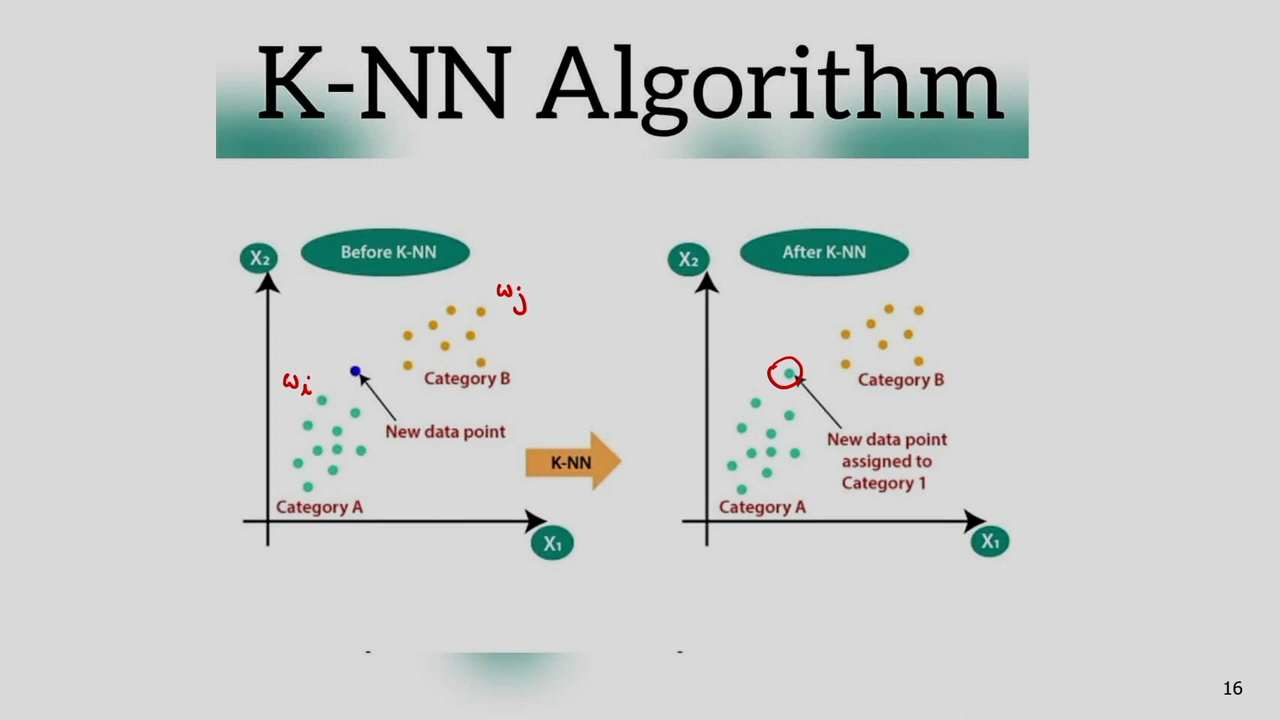 K-NN Algorithm
X₂
Before K-NN
ωj
ωi
Category B
New data point
Category A
X₁
K-NN
X₂
After K-NN
Category B
New data point
assigned to
Category 1
Category A
X₁
16